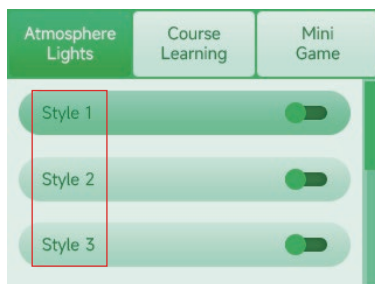 Atmosphere
Lights
Course
Learning
Mini
Game
Style 1
Style 2
Style 3